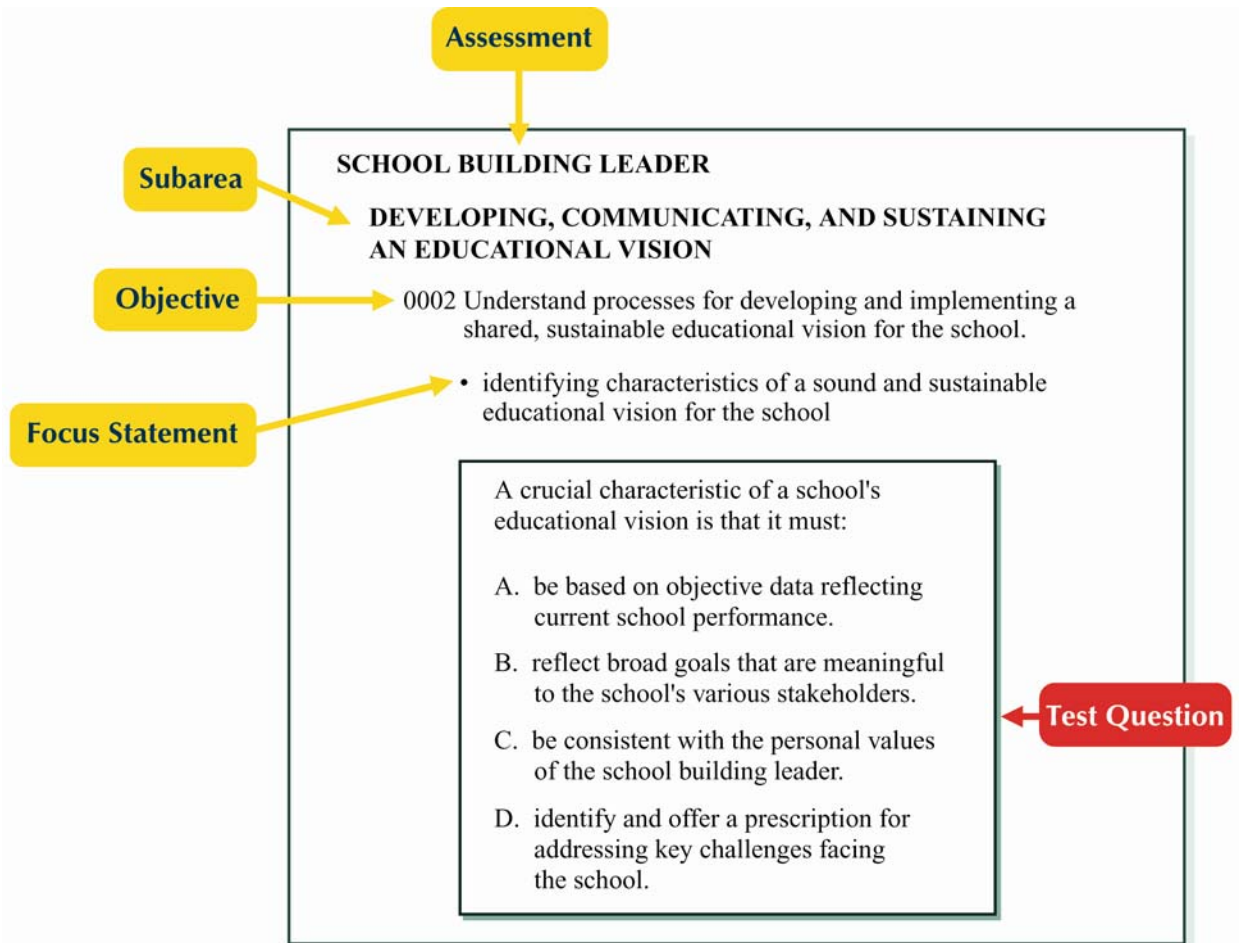 Assessment
SCHOOL BUILDING LEADER
Subarea
DEVELOPING, COMMUNICATING, AND SUSTAINING
AN EDUCATIONAL VISION
Objective
0002 Understand processes for developing and implementing a
shared, sustainable educational vision for the school.
• identifying characteristics of a sound and sustainable
educational vision for the school
Focus Statement
A crucial characteristic of a school's
educational vision is that it must:
A. be based on objective data reflecting
current school performance.
B. reflect broad goals that are meaningful
to the school's various stakeholders.
Test Question
C. be consistent with the personal values
of the school building leader.
D. identify and offer a prescription for
addressing key challenges facing
the school.